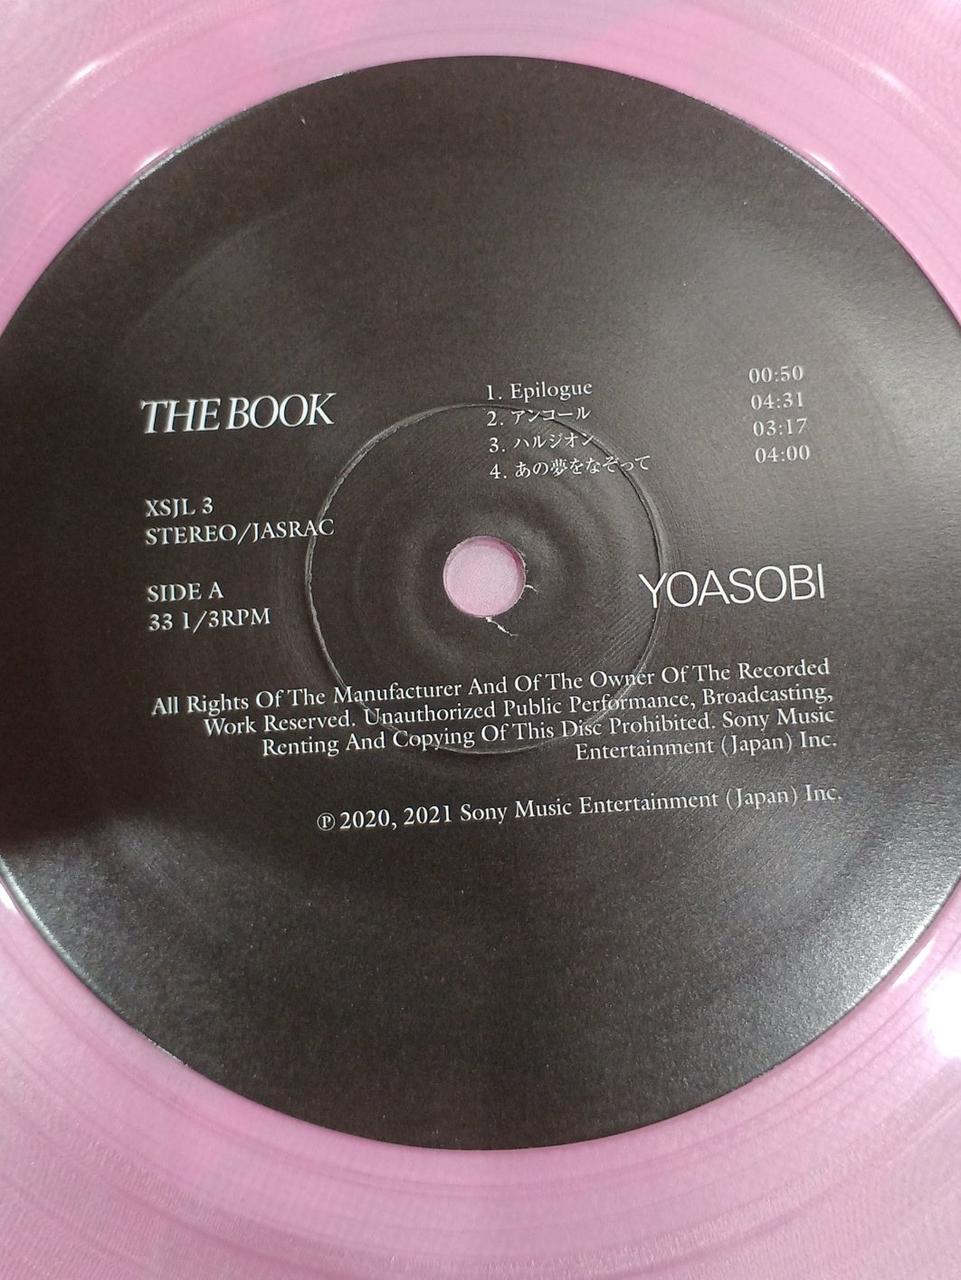 THE BOOK
XSJL 3
STEREO/JASRAC
SIDE A
33 1/3RPM
1. Epilogue 00:50
2. アンコール 04:31
3. ハルジオン 03:17
4. あの夢をなぞって 04:00
YOASOBI
All Rights Of The Manufacturer And Of The Owner Of The Recorded
Work Reserved. Unauthorized Public Performance, Broadcasting,
Renting And Copying Of This Disc Prohibited. Sony Music
Entertainment (Japan) Inc.
℗ 2020, 2021 Sony Music Entertainment (Japan) Inc.